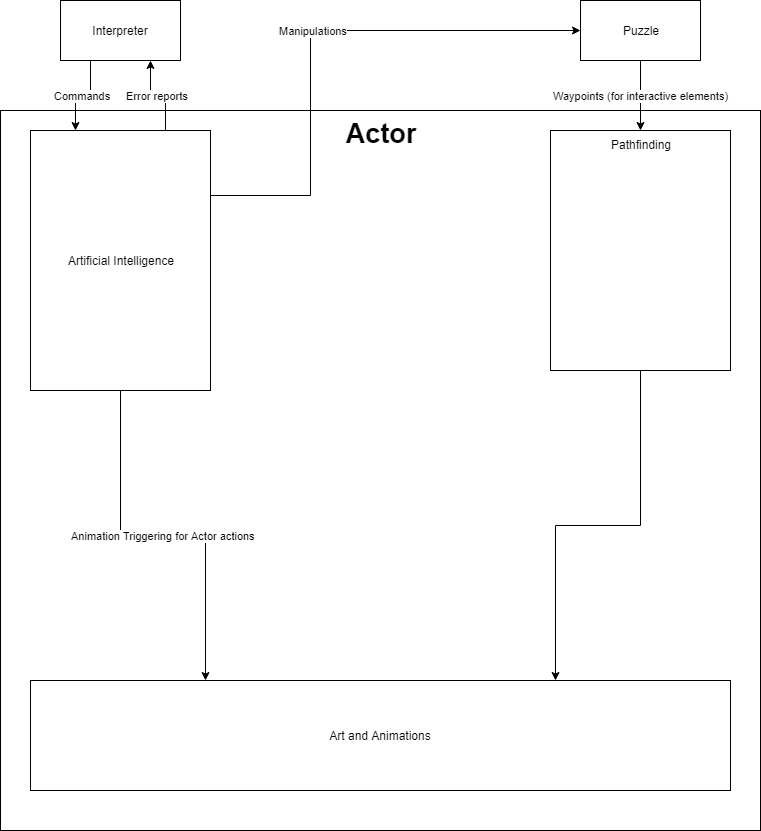 Interpreter
Manipulations
Puzzle
Commands
Error reports
Waypoints (for interactive elements)
Actor
Pathfinding
Artificial Intelligence
Animation Triggering for Actor actions
Art and Animations